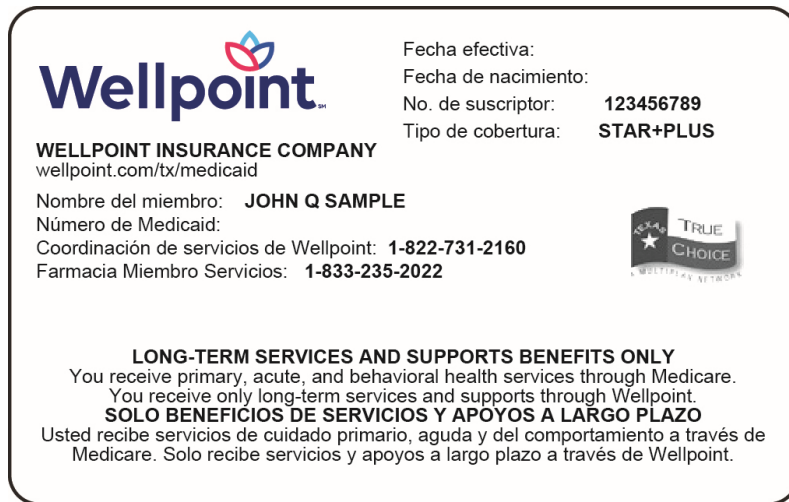 Wellpoint SM
Fecha efectiva:
Fecha de nacimiento:
No. de suscriptor: 123456789
Tipo de cobertura: STAR+PLUS
WELLPOINT INSURANCE COMPANY
wellpoint.com/tx/medicaid
Nombre del miembro: JOHN Q SAMPLE
Número de Medicaid:
Coordinación de servicios de Wellpoint: 1-822-731-2160
Farmacia Miembro Servicios: 1-833-235-2022
TEXAS TRUE
CHOICE
A MULTIPLAN NETWORK
LONG-TERM SERVICES AND SUPPORTS BENEFITS ONLY
You receive primary, acute, and behavioral health services through Medicare.
You receive only long-term services and supports through Wellpoint.
SOLO BENEFICIOS DE SERVICIOS Y APOYOS A LARGO PLAZO
Usted recibe servicios de cuidado primario, aguda y del comportamiento a través de
Medicare. Solo recibe servicios y apoyos a largo plazo a través de Wellpoint.